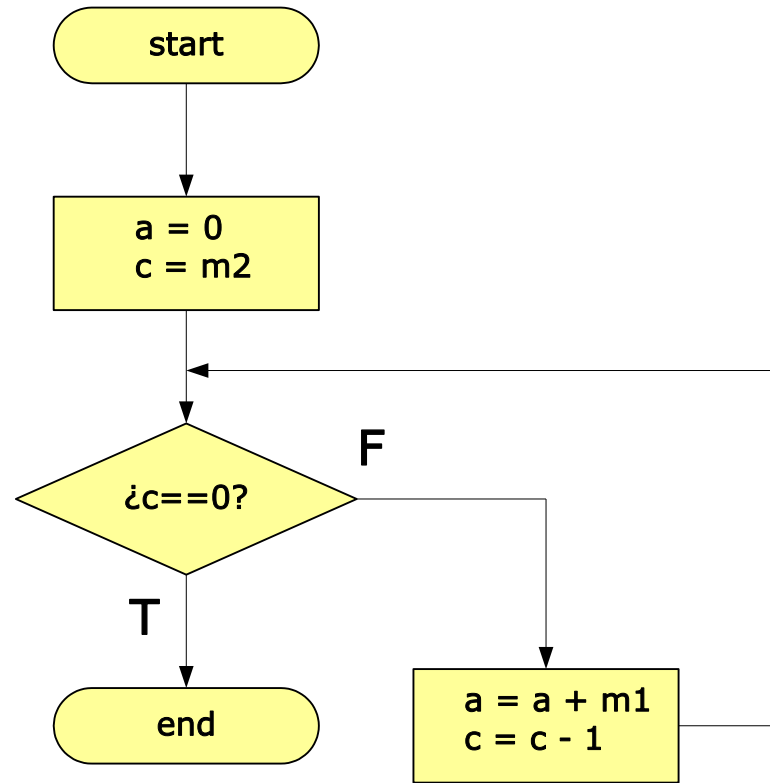 start
a = 0
c = m2
¿c==0?
F
T
end
a = a + m1
c = c - 1